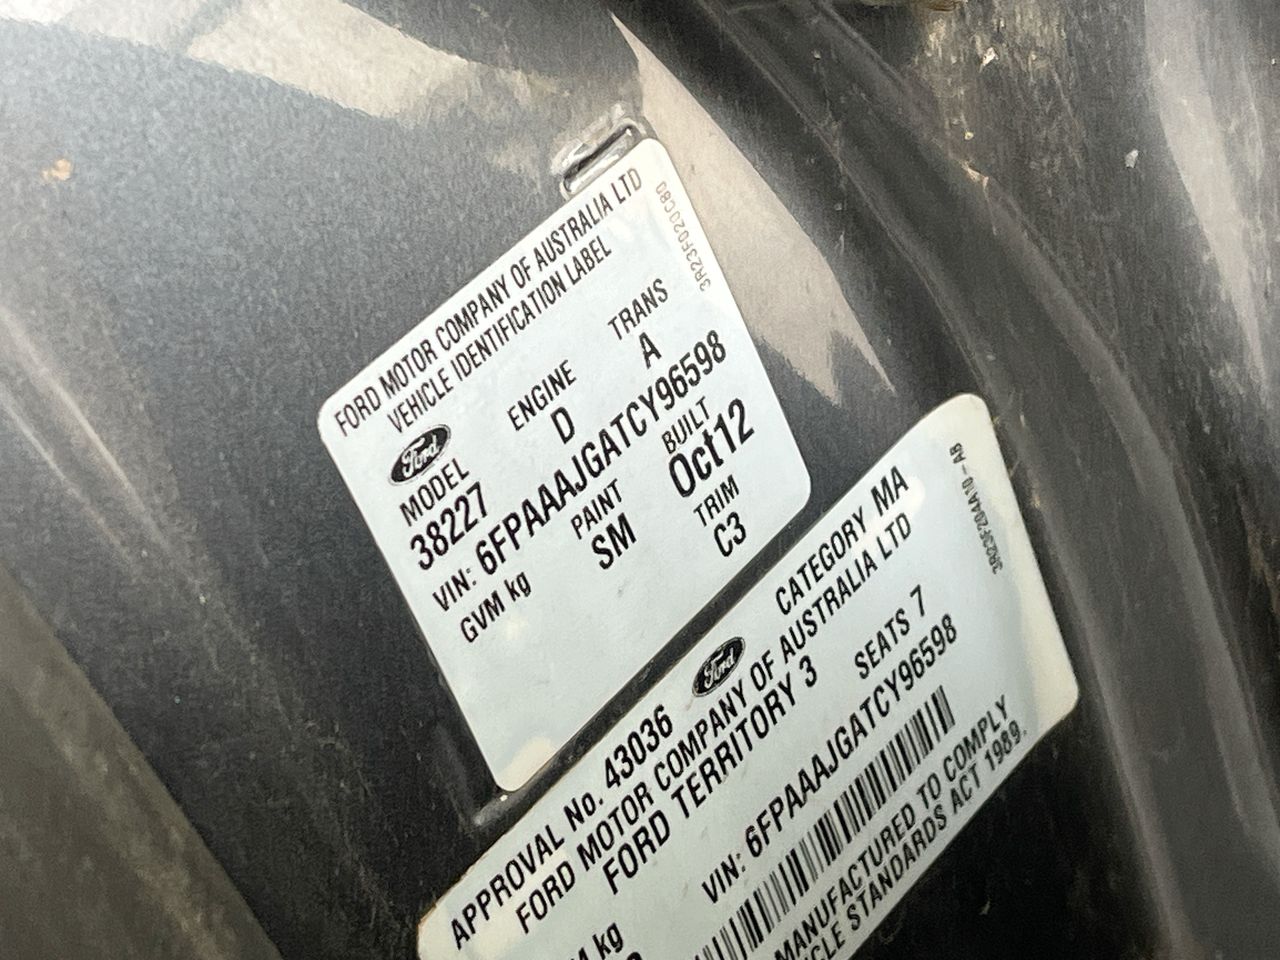 FORD MOTOR COMPANY OF AUSTRALIA LTD
VEHICLE IDENTIFICATION LABEL
3R23F020C80
Ford
MODEL ENGINE TRANS
38227 D A
VIN: 6FPAAAJGATCY96598
GVM kg PAINT BUILT
SM Oct12
TRIM
C3
APPROVAL No. 43036 Ford CATEGORY MA
FORD MOTOR COMPANY OF AUSTRALIA LTD
FORD TERRITORY 3 SEATS 7
3R23F204A10-AB
VIN: 6FPAAAJGATCY96598
kg
MANUFACTURED TO COMPLY
STANDARDS ACT 1989.